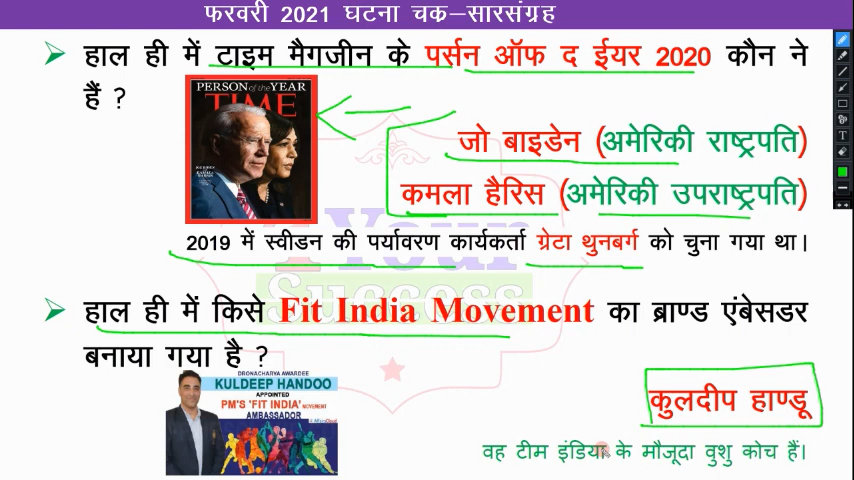 फरवरी 2021 घटना चक्र–सारसंग्रह
हाल ही में टाइम मैगजीन के पर्सन ऑफ द ईयर 2020 कौन ने
हैं ?
PERSON of the YEAR
TIME
जो बाइडेन (अमेरिकी राष्ट्रपति)
कमला हैरिस (अमेरिकी उपराष्ट्रपति)
2019 में स्वीडन की पर्यावरण कार्यकर्ता ग्रेटा थुनबर्ग को चुना गया था।
Your
Success
हाल ही में किसे Fit India Movement का ब्राण्ड एंबेसडर
बनाया गया है ?
DRONACHARYA AWARDEE
KULDEEP HANDOO
APPOINTED
PM'S 'FIT INDIA' MOVEMENT
AMBASSADOR
कुलदीप हाण्डू
वह टीम इंडिया के मौजूदा वुशु कोच हैं।